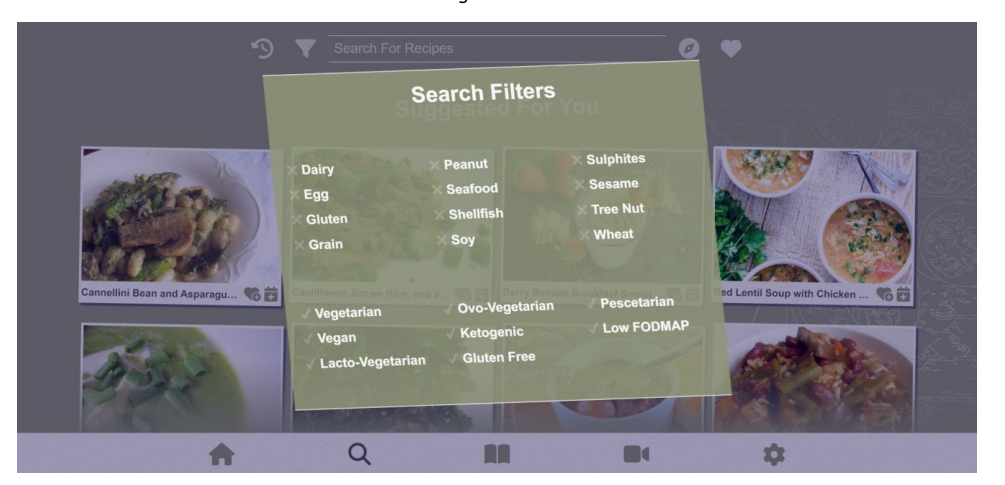 Search For Recipes
Search Filters
Suggested For You
Dairy
Egg
Gluten
Grain
Peanut
Seafood
Shellfish
Soy
Sulphites
Sesame
Tree Nut
Wheat
Cannellini Bean and Asparagu...
Cauliflower, Brown Rice, and V...
Berry Banana Breakfast
Red Lentil Soup with Chicken ...
Vegetarian
Vegan
Lacto-Vegetarian
Ovo-Vegetarian
Ketogenic
Gluten Free
Pescetarian
Low FODMAP